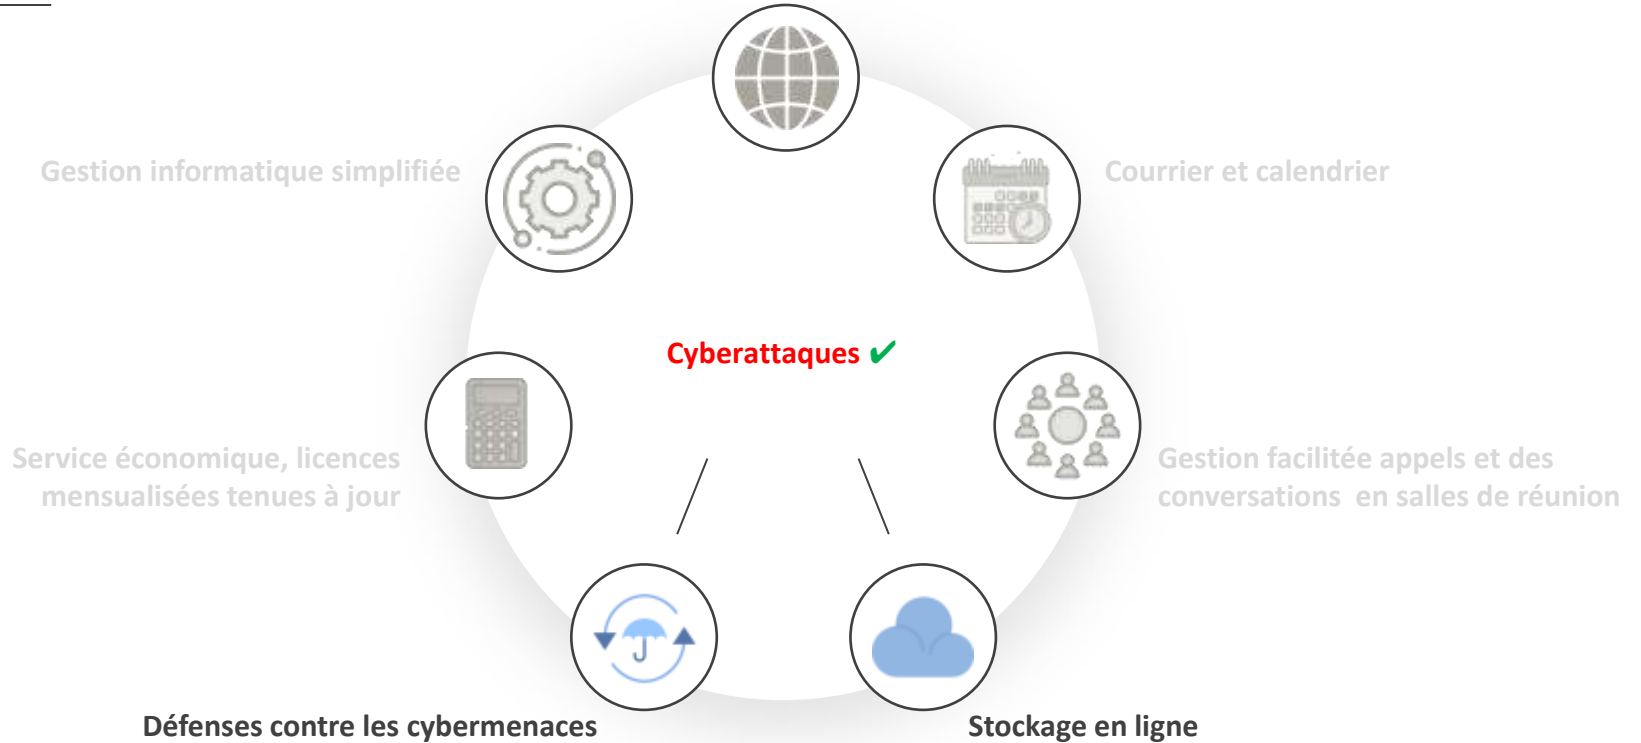 Gestion informatique simplifiée
Courrier et calendrier
Cyberattaques ✔
Service économique, licences
mensualisées tenues à jour
Gestion facilitée appels et des
conversations  en salles de réunion
Défenses contre les cybermenaces
Stockage en ligne